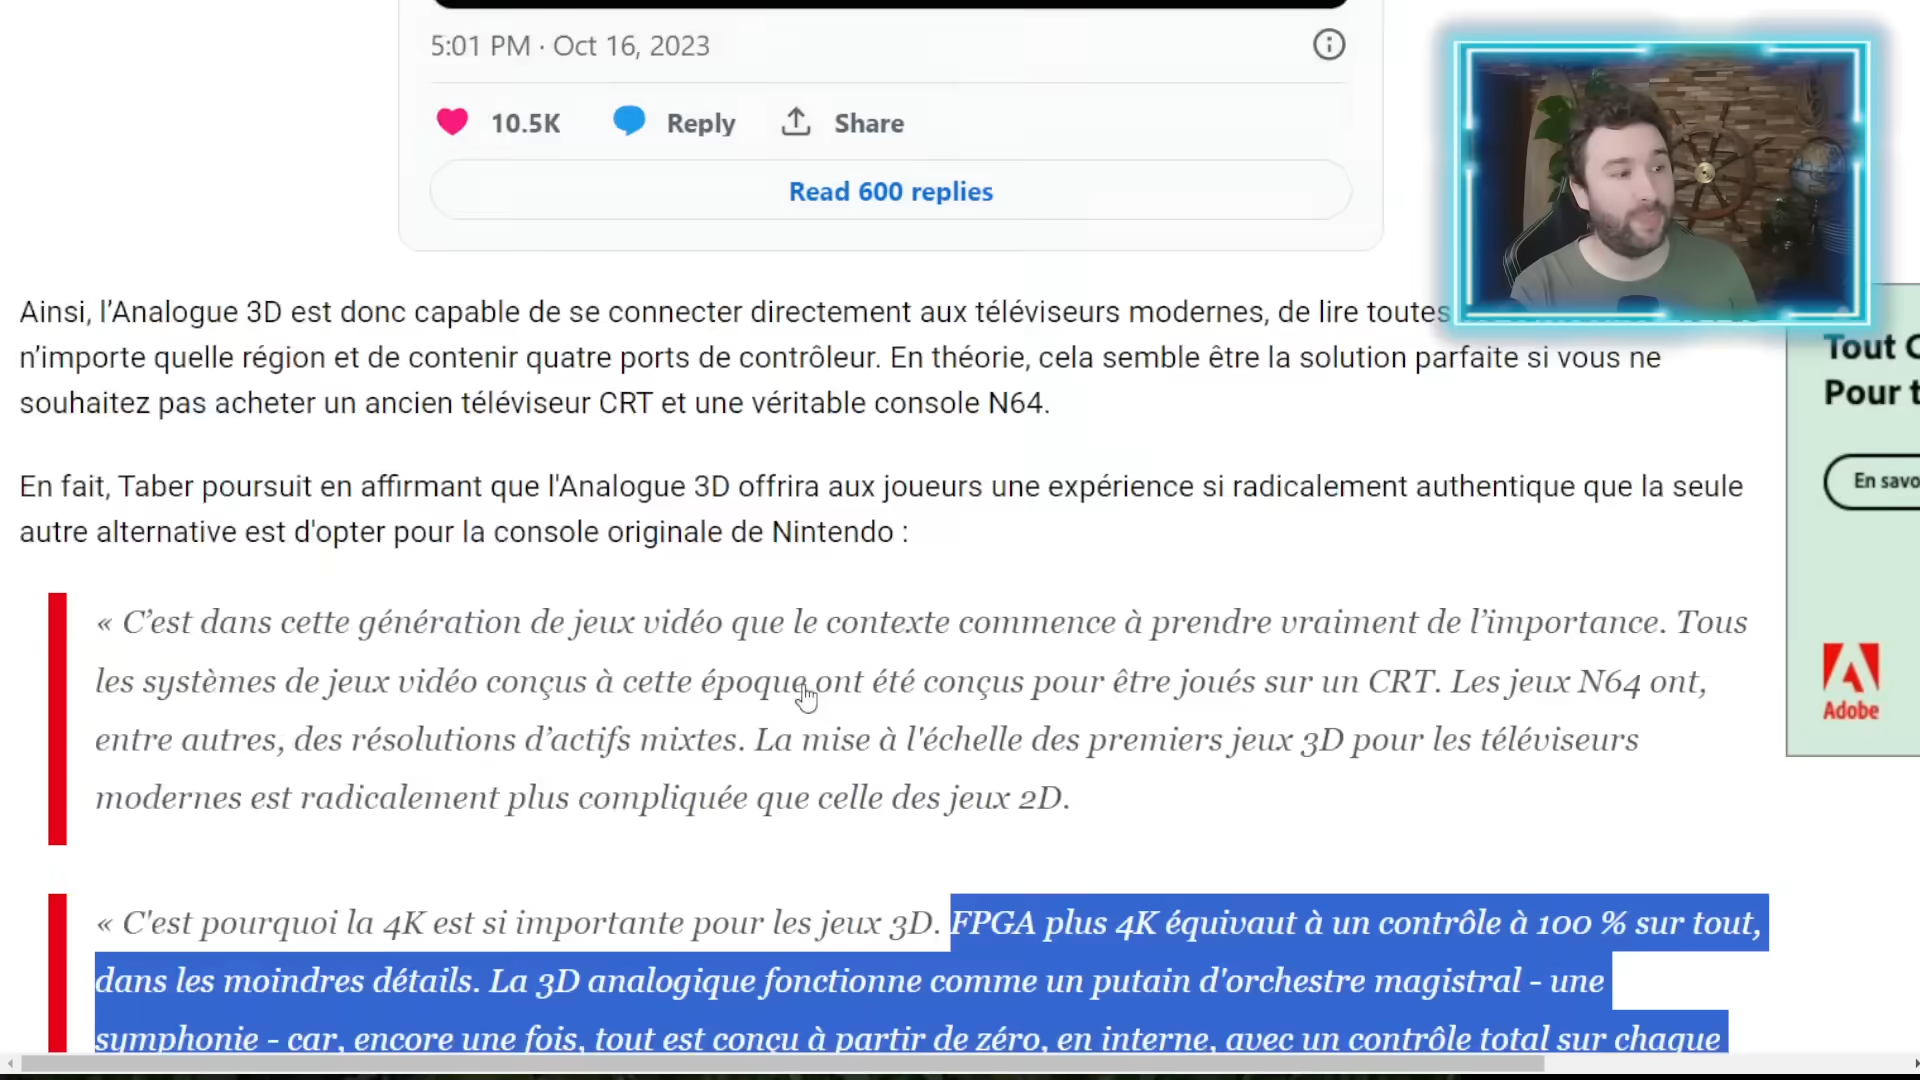 5:01 PM · Oct 16, 2023
10.5K Reply Share
Read 600 replies
Ainsi, l’Analogue 3D est donc capable de se connecter directement aux téléviseurs modernes, de lire toutes
n’importe quelle région et de contenir quatre ports de contrôleur. En théorie, cela semble être la solution parfaite si vous ne
souhaitez pas acheter un ancien téléviseur CRT et une véritable console N64.
En fait, Taber poursuit en affirmant que l'Analogue 3D offrira aux joueurs une expérience si radicalement authentique que la seule
autre alternative est d'opter pour la console originale de Nintendo :
« C’est dans cette génération de jeux vidéo que le contexte commence à prendre vraiment de l’importance. Tous
les systèmes de jeux vidéo conçus à cette époque ont été conçus pour être joués sur un CRT. Les jeux N64 ont,
entre autres, des résolutions d’actifs mixtes. La mise à l'échelle des premiers jeux 3D pour les téléviseurs
modernes est radicalement plus compliquée que celle des jeux 2D.
« C'est pourquoi la 4K est si importante pour les jeux 3D. FPGA plus 4K équivaut à un contrôle à 100 % sur tout,
dans les moindres détails. La 3D analogique fonctionne comme un putain d'orchestre magistral - une
symphonie - car, encore une fois, tout est conçu à partir de zéro, en interne, avec un contrôle total sur chaque
Tout C
Pour t
En savo
Adobe